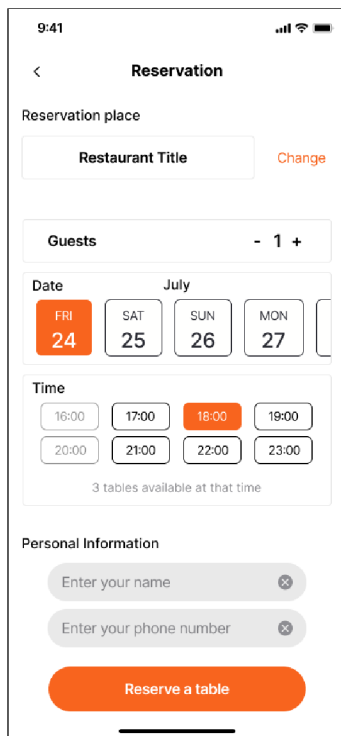 9:41
Reservation
Reservation place
Restaurant Title Change
Guests - 1 +
Date July
FRI SAT SUN MON
24 25 26 27
Time
16:00 17:00 18:00 19:00
20:00 21:00 22:00 23:00
3 tables available at that time
Personal Information
Enter your name
Enter your phone number
Reserve a table